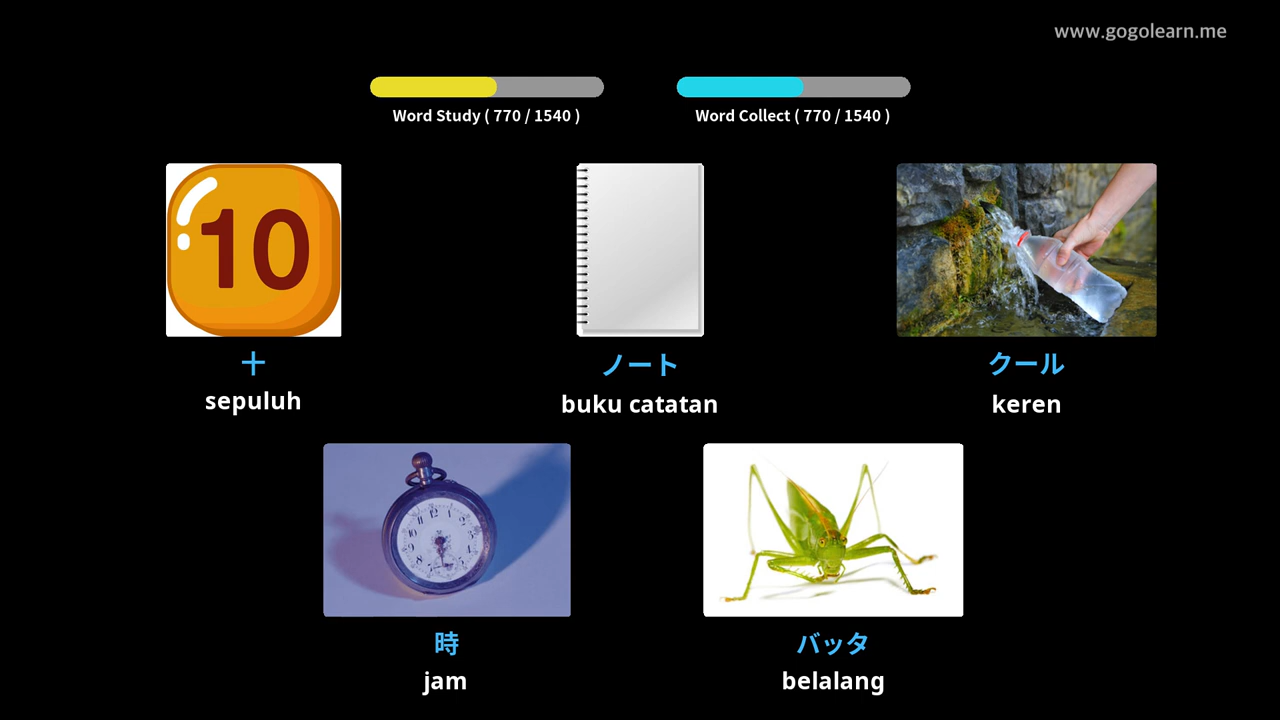 www.gogolearn.me
Word Study ( 770 / 1540 )
Word Collect ( 770 / 1540 )
10
十
ノート
クール
sepuluh
buku catatan
keren
時
バッタ
jam
belalang